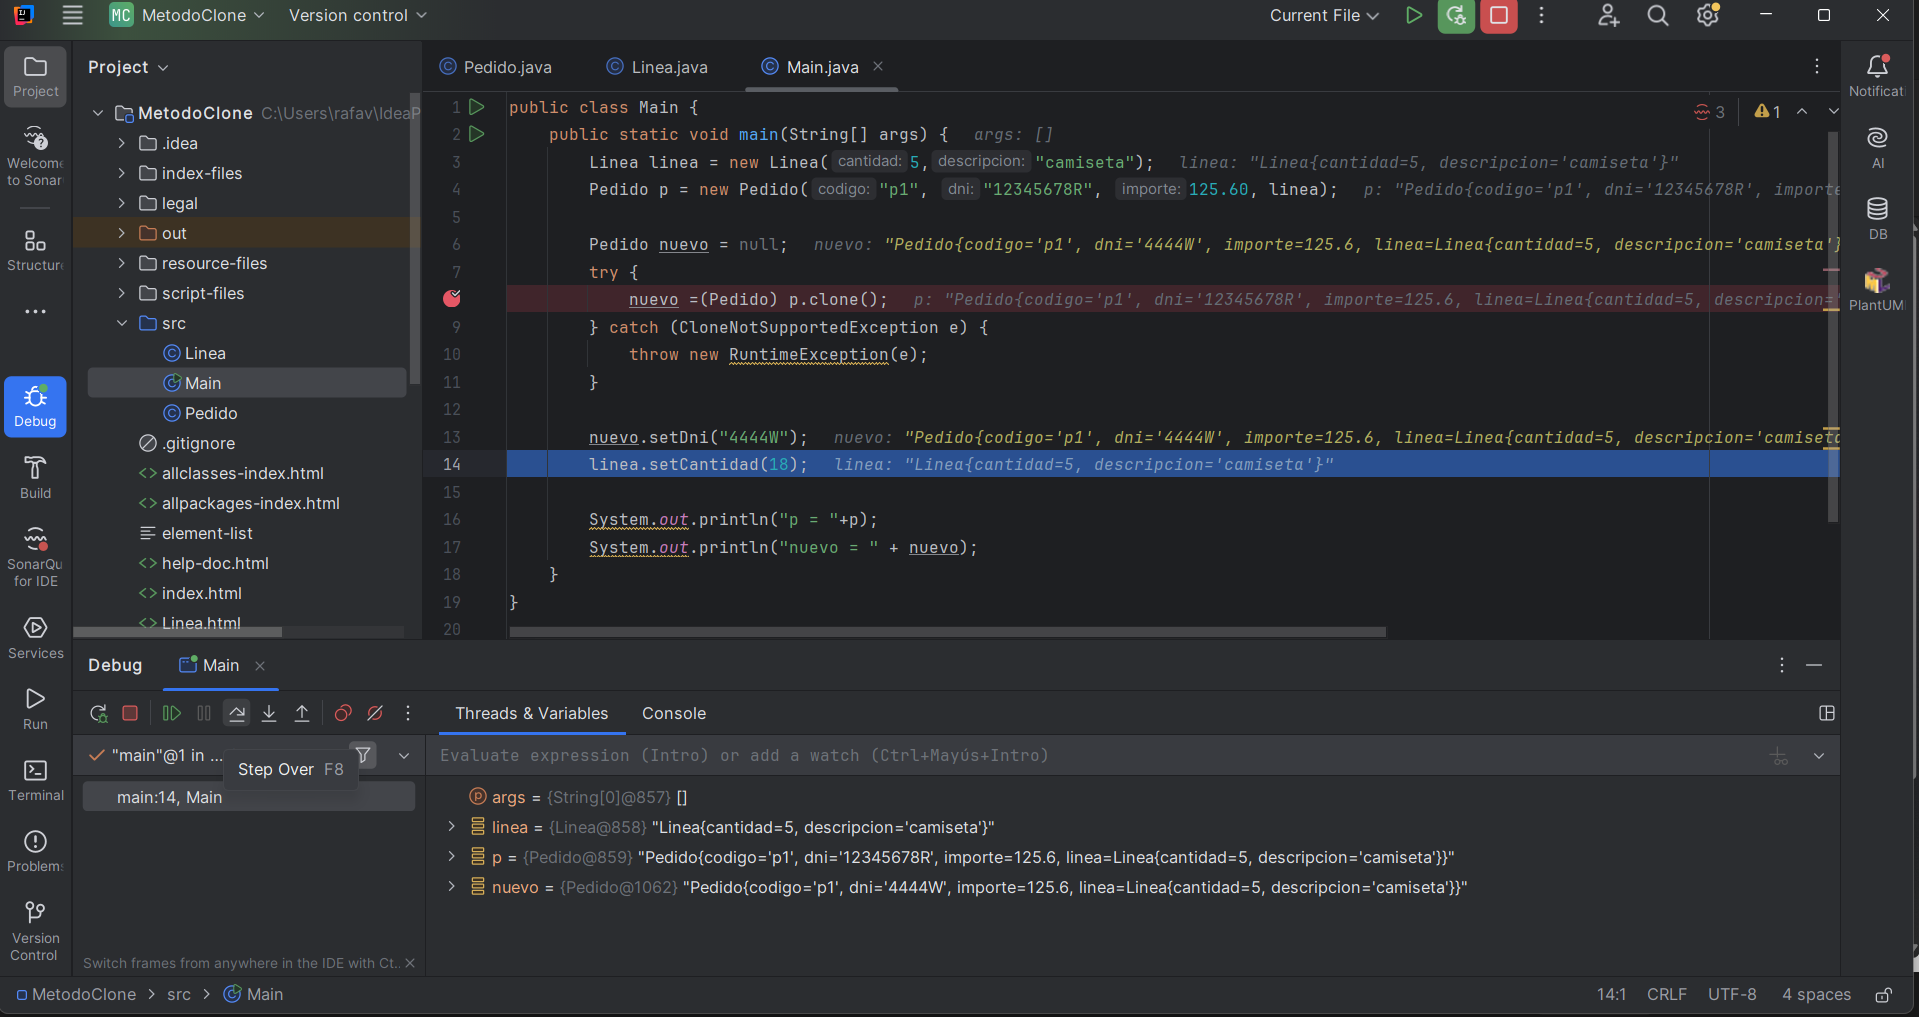 MC MetodoClone
Version control
Current File
Project
Welcome to Sonar
Structure
Debug
Build
SonarQu for IDE
Services
Run
Terminal
Problems
Version Control
Project
MetodoClone C:\Users\rafav\IdeaP
.idea
index-files
legal
out
resource-files
script-files
src
Linea
Main
Pedido
.gitignore
allclasses-index.html
allpackages-index.html
element-list
help-doc.html
index.html
Linea.html
Pedido.java
Linea.java
Main.java
3 1
1 public class Main {
2 public static void main(String[] args) { args: []
3 Linea linea = new Linea( cantidad: 5, descripcion: "camiseta"); linea: "Linea{cantidad=5, descripcion='camiseta'}"
4 Pedido p = new Pedido( codigo: "p1", dni: "12345678R", importe: 125.60, linea); p: "Pedido{codigo='p1', dni='12345678R', importe
5
6 Pedido nuevo = null; nuevo: "Pedido{codigo='p1', dni='4444W', importe=125.6, linea=Linea{cantidad=5, descripcion='camiseta'}
7 try {
nuevo =(Pedido) p.clone(); p: "Pedido{codigo='p1', dni='12345678R', importe=125.6, linea=Linea{cantidad=5, descripcion='
9 } catch (CloneNotSupportedException e) {
10 throw new RuntimeException(e);
11 }
12
13 nuevo.setDni("4444W"); nuevo: "Pedido{codigo='p1', dni='4444W', importe=125.6, linea=Linea{cantidad=5, descripcion='camiseta
14 linea.setCantidad(18); linea: "Linea{cantidad=5, descripcion='camiseta'}"
15
16 System.out.println("p = "+p);
17 System.out.println("nuevo = " + nuevo);
18 }
19 }
20
Notificat
AI
DB
PlantUM
Debug
Main
Threads & Variables
Console
"main"@1 in ...
Step Over F8
main:14, Main
Evaluate expression (Intro) or add a watch (Ctrl+Mayús+Intro)
args = {String[0]@857} []
linea = {Linea@858} "Linea{cantidad=5, descripcion='camiseta'}"
p = {Pedido@859} "Pedido{codigo='p1', dni='12345678R', importe=125.6, linea=Linea{cantidad=5, descripcion='camiseta'}}"
nuevo = {Pedido@1062} "Pedido{codigo='p1', dni='4444W', importe=125.6, linea=Linea{cantidad=5, descripcion='camiseta'}}"
Switch frames from anywhere in the IDE with Ct..
MetodoClone > src > Main
14:1 CRLF UTF-8 4 spaces